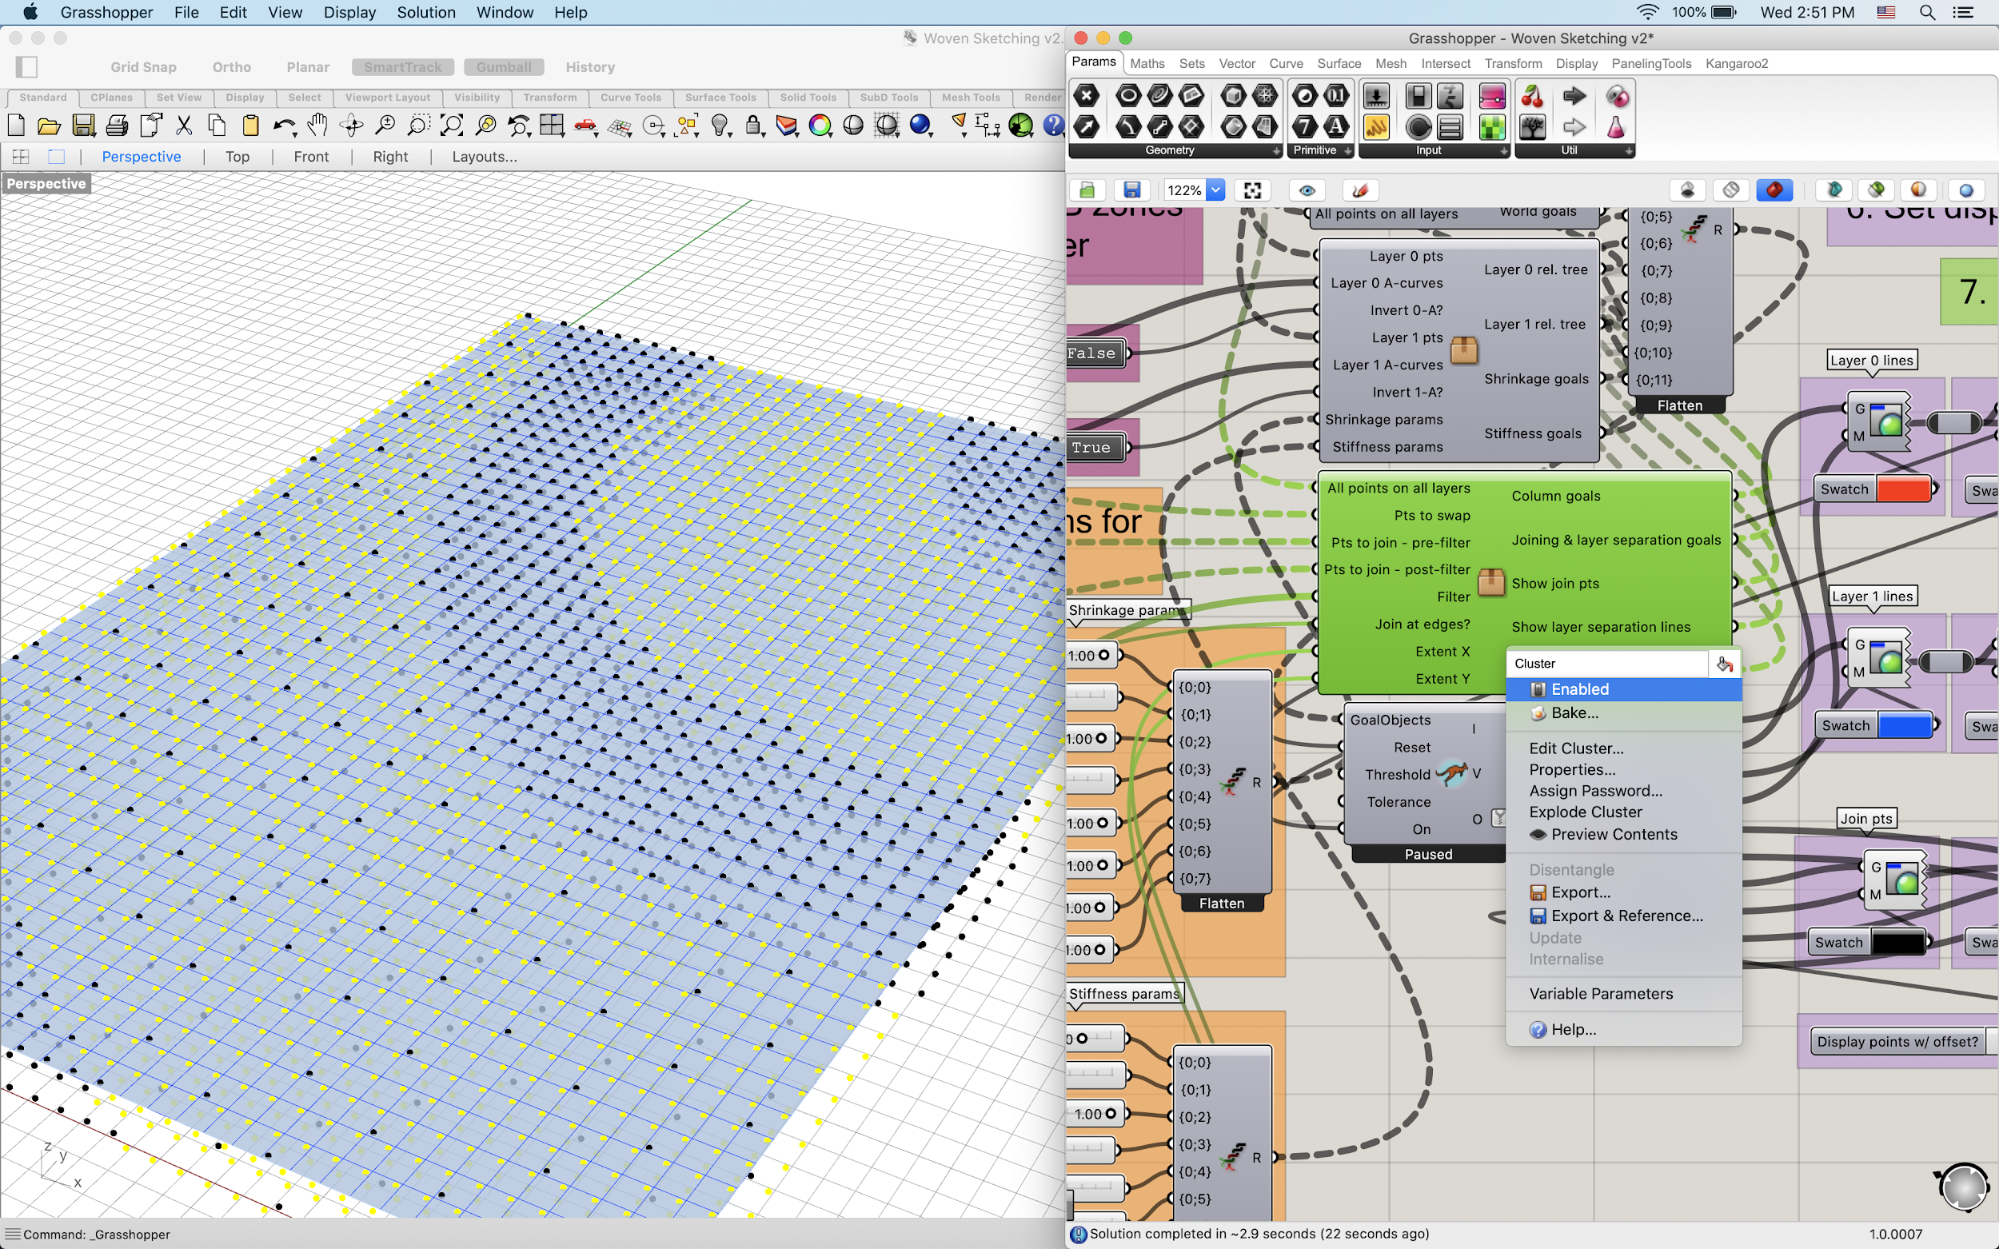 Grasshopper File Edit View Display Solution Window Help
100% Wed 2:51 PM
Woven Sketching v2.
Grid Snap Ortho Planar SmartTrack Gumball History
Standard CPlanes Set View Display Select Viewport Layout Visibility Transform Curve Tools Surface Tools Solid Tools SubD Tools Mesh Tools Render
Perspective Top Front Right Layouts...
Perspective
z
y
x
Command: _Grasshopper
Grasshopper - Woven Sketching v2*
Params Maths Sets Vector Curve Surface Mesh Intersect Transform Display PanelingTools Kangaroo2
Geometry Primitive Input Util
122%
zones
er
6. Set disp
7.
All points on all layers World goals
Layer 0 pts
Layer 0 A-curves
Invert 0-A?
Layer 1 pts
Layer 1 A-curves
Invert 1-A?
Shrinkage params
Stiffness params
Layer 0 rel. tree
Layer 1 rel. tree
Shrinkage goals
Stiffness goals
{0;5}
{0;6}
{0;7}
{0;8}
{0;9}
{0;10}
{0;11}
R
Flatten
False
True
ns for
All points on all layers
Pts to swap
Pts to join - pre-filter
Pts to join - post-filter
Filter
Join at edges?
Extent X
Extent Y
Column goals
Joining & layer separation goals
Show join pts
Show layer separation lines
Shrinkage params
1.00
1.00
1.00
1.00
1.00
1.00
{0;0}
{0;1}
{0;2}
{0;3}
{0;4}
{0;5}
{0;6}
{0;7}
R
Flatten
GoalObjects
Reset
Threshold
Tolerance
On
I
V
O
Paused
Cluster
Enabled
Bake...
Edit Cluster...
Properties...
Assign Password...
Explode Cluster
Preview Contents
Disentangle
Export...
Export & Reference...
Update
Internalise
Variable Parameters
Help...
Stiffness params
0
1.00
{0;0}
{0;1}
{0;2}
{0;3}
{0;4}
{0;5}
R
Layer 0 lines
G
M
Swatch
Swa
Layer 1 lines
G
M
Swatch
Swa
Join pts
G
M
Swatch
Swa
Display points w/ offset?
Solution completed in ~2.9 seconds (22 seconds ago)
1.0.0007